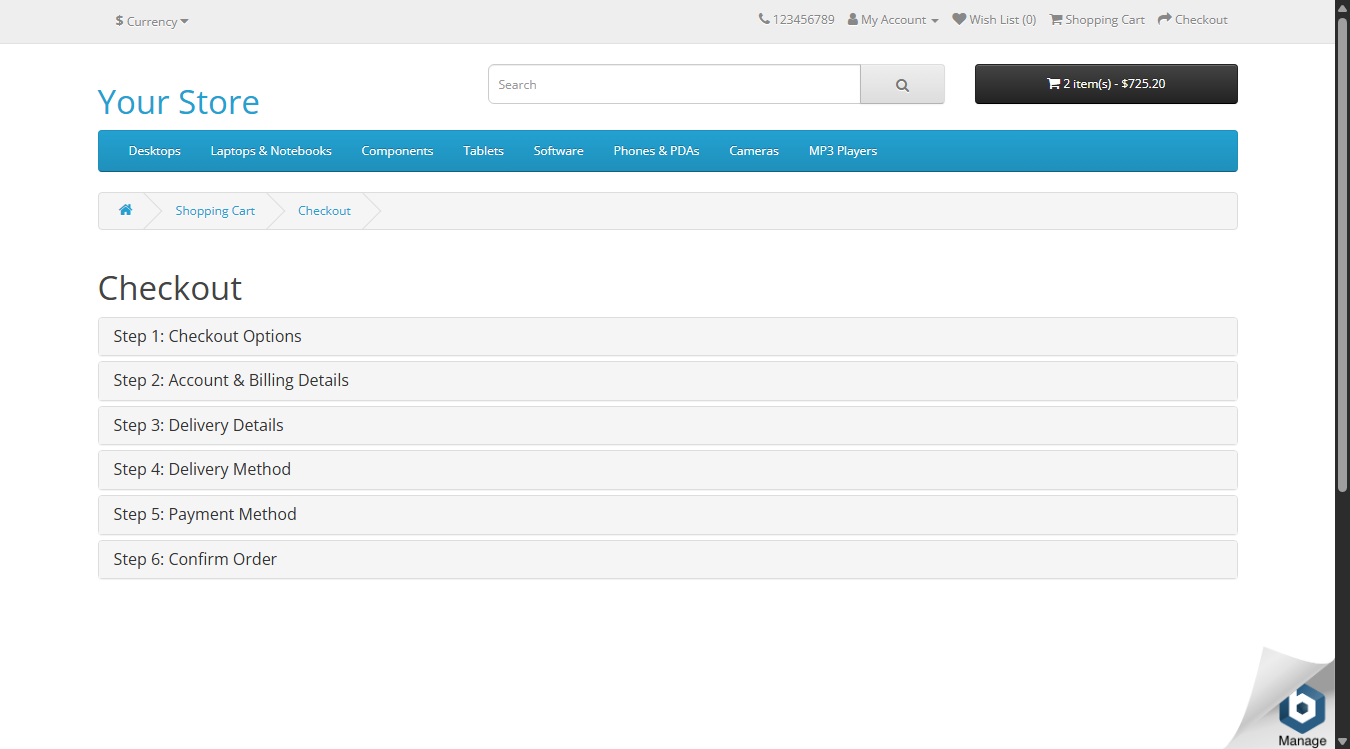 $ Currency
123456789 My Account Wish List (0) Shopping Cart Checkout
Your Store
Search
2 item(s) - $725.20
Desktops Laptops & Notebooks Components Tablets Software Phones & PDAs Cameras MP3 Players
Shopping Cart Checkout
Checkout
Step 1: Checkout Options
Step 2: Account & Billing Details
Step 3: Delivery Details
Step 4: Delivery Method
Step 5: Payment Method
Step 6: Confirm Order
Manage